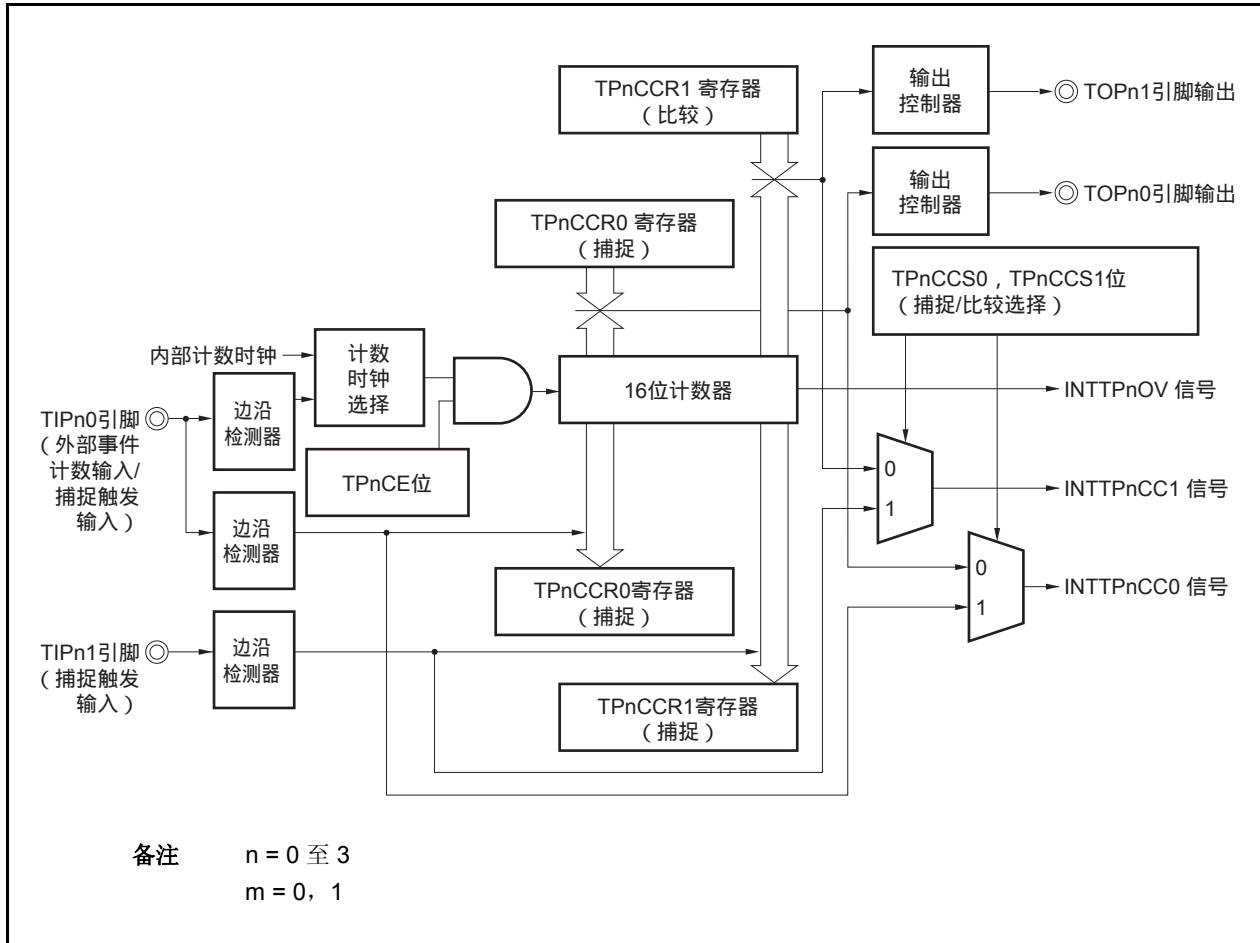 TPnCCR1 寄存器
（比较）
输出
控制器
TOPn1引脚输出
输出
控制器
TOPn0引脚输出
TPnCCR0 寄存器
（捕捉）
TPnCCS0，TPnCCS1位
（捕捉/比较选择）
内部计数时钟
计数
时钟
选择
16位计数器
INTTPnOV 信号
TIPn0引脚
（外部事件
计数输入/
捕捉触发
输入）
边沿
检测器
TPnCE位
0
1
INTTPnCC1 信号
边沿
检测器
TPnCCR0寄存器
（捕捉）
0
1
INTTPnCC0 信号
TIPn1引脚
（捕捉触发
输入）
边沿
检测器
TPnCCR1寄存器
（捕捉）
备注 n = 0 至 3
m = 0，1